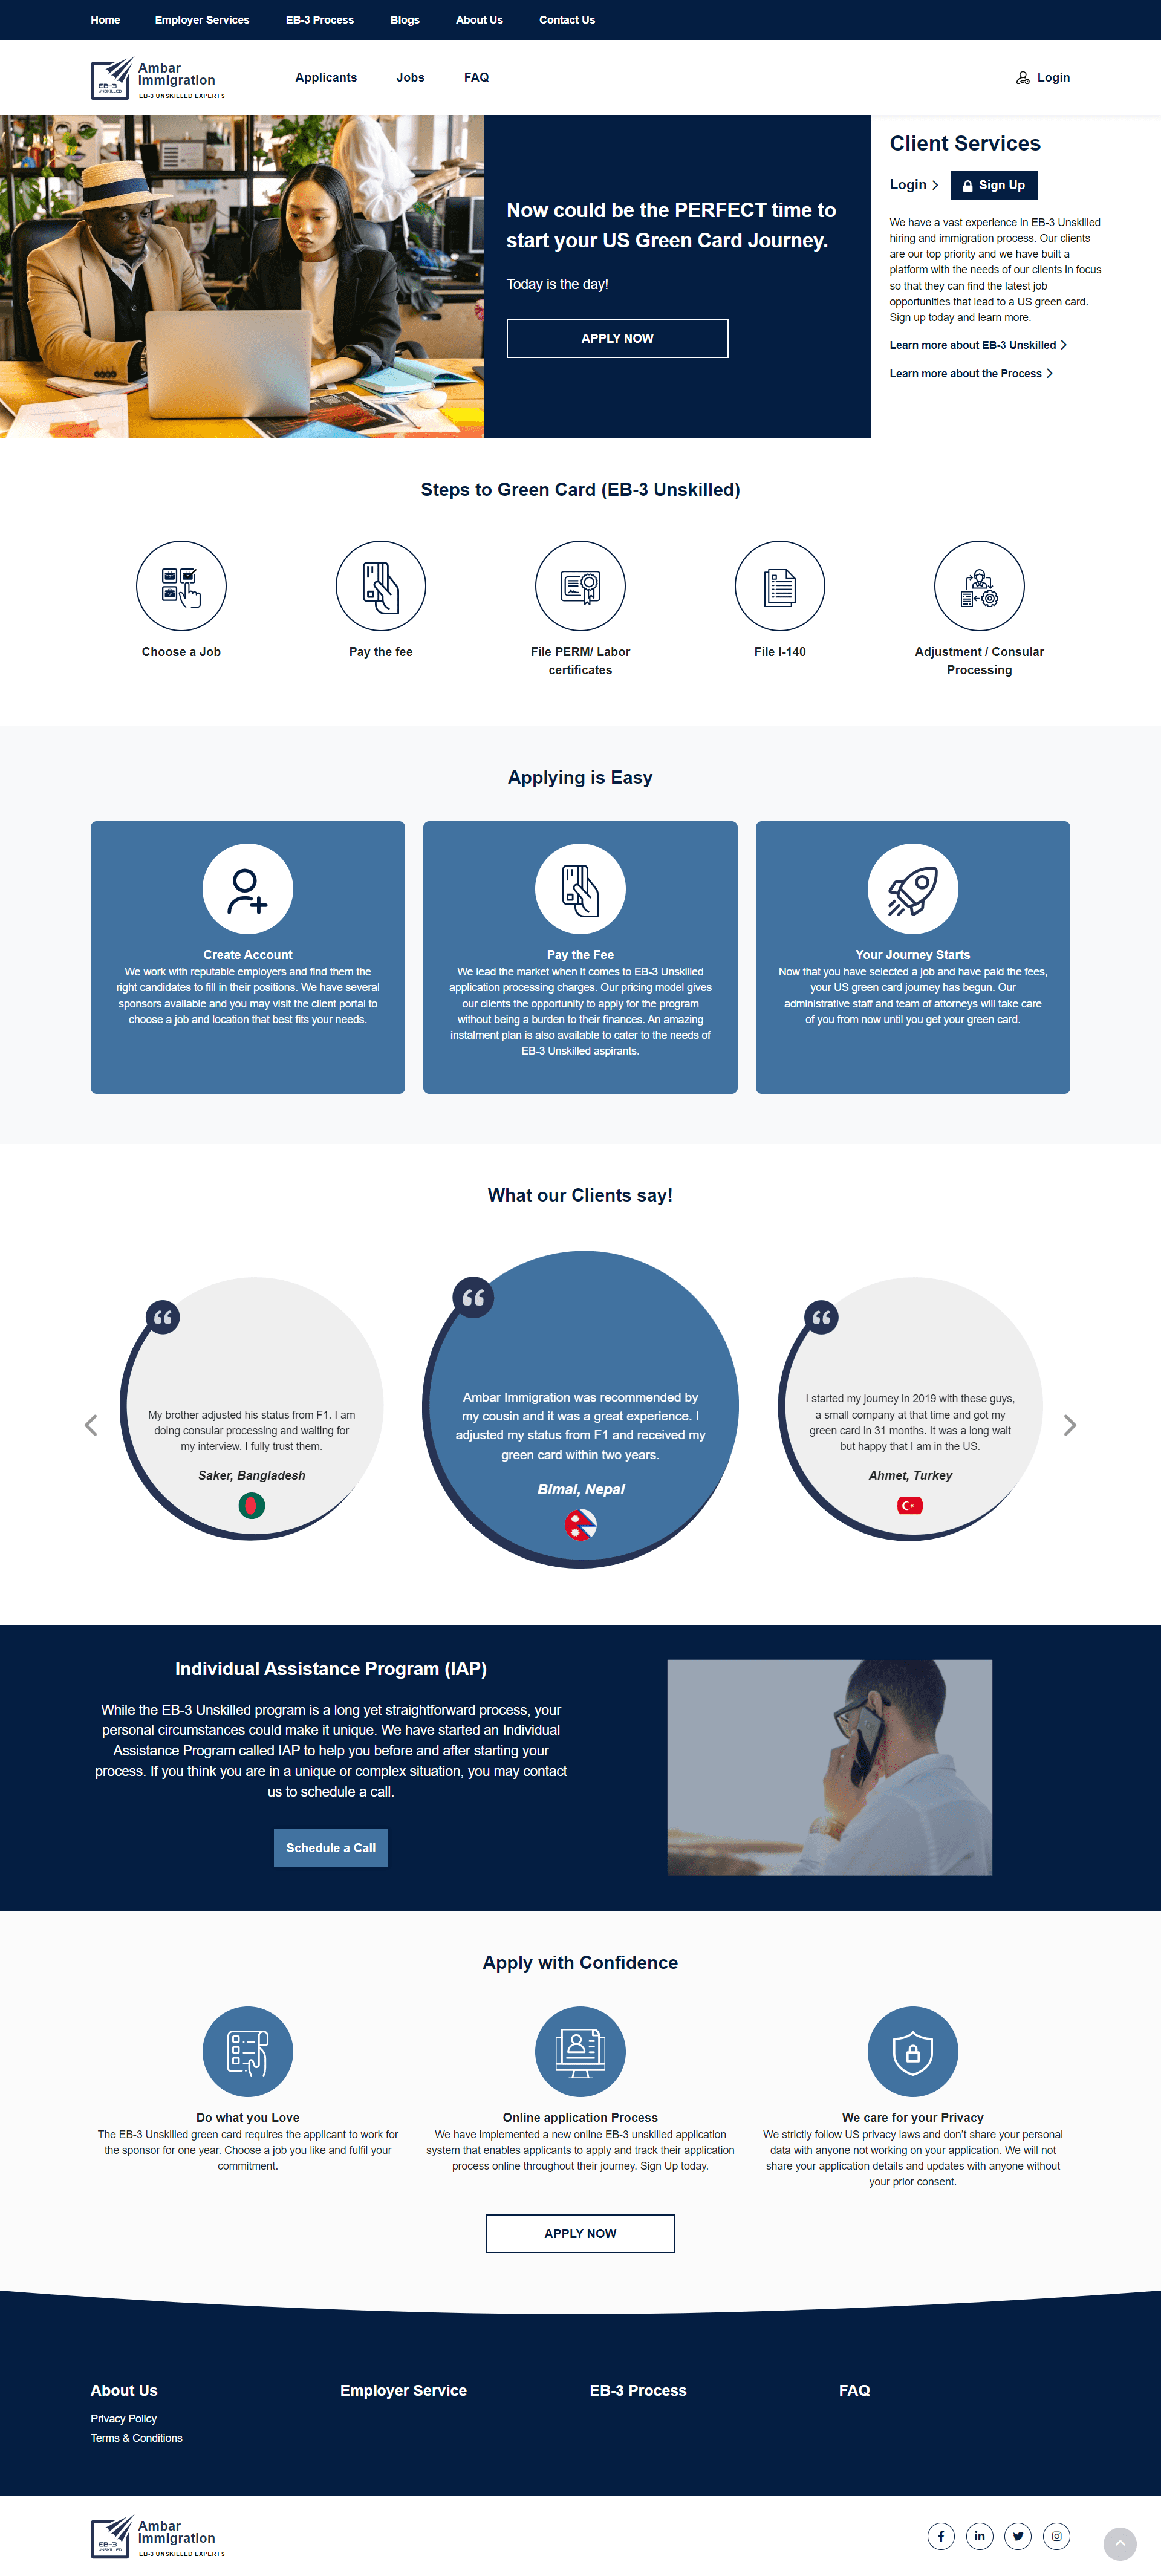 Home Employer Services EB-3 Process Blogs About Us Contact Us
EB-3
UNSKILLED
Ambar
Immigration
EB-3 UNSKILLED EXPERTS
Applicants Jobs FAQ
Login
Now could be the PERFECT time to
start your US Green Card Journey.
Today is the day!
APPLY NOW
Client Services
Login
Sign Up
We have a vast experience in EB-3 Unskilled
hiring and immigration process. Our clients
are our top priority and we have built a
platform with the needs of our clients in focus
so that they can find the latest job
opportunities that lead to a US green card.
Sign up today and learn more.
Learn more about EB-3 Unskilled
Learn more about the Process
Steps to Green Card (EB-3 Unskilled)
Choose a Job
Pay the fee
File PERM/ Labor
certificates
File I-140
Adjustment / Consular
Processing
Applying is Easy
Create Account
We work with reputable employers and find them the
right candidates to fill in their positions. We have several
sponsors available and you may visit the client portal to
choose a job and location that best fits your needs.
Pay the Fee
We lead the market when it comes to EB-3 Unskilled
application processing charges. Our pricing model gives
our clients the opportunity to apply for the program
without being a burden to their finances. An amazing
instalment plan is also available to cater to the needs of
EB-3 Unskilled aspirants.
Your Journey Starts
Now that you have selected a job and have paid the fees,
your US green card journey has begun. Our
administrative staff and team of attorneys will take care
of you from now until you get your green card.
What our Clients say!
My brother adjusted his status from F1. I am
doing consular processing and waiting for
my interview. I fully trust them.
Saker, Bangladesh
Ambar Immigration was recommended by
my cousin and it was a great experience. I
adjusted my status from F1 and received my
green card within two years.
Bimal, Nepal
I started my journey in 2019 with these guys,
a small company at that time and got my
green card in 31 months. It was a long wait
but happy that I am in the US.
Ahmet, Turkey
Individual Assistance Program (IAP)
While the EB-3 Unskilled program is a long yet straightforward process, your
personal circumstances could make it unique. We have started an Individual
Assistance Program called IAP to help you before and after starting your
process. If you think you are in a unique or complex situation, you may contact
us to schedule a call.
Schedule a Call
Apply with Confidence
Do what you Love
The EB-3 Unskilled green card requires the applicant to work for
the sponsor for one year. Choose a job you like and fulfil your
commitment.
Online application Process
We have implemented a new online EB-3 unskilled application
system that enables applicants to apply and track their application
process online throughout their journey. Sign Up today.
We care for your Privacy
We strictly follow US privacy laws and don't share your personal
data with anyone not working on your application. We will not
share your application details and updates with anyone without
your prior consent.
APPLY NOW
About Us
Privacy Policy
Terms & Conditions
Employer Service
EB-3 Process
FAQ
EB-3
UNSKILLED
Ambar
Immigration
EB-3 UNSKILLED EXPERTS